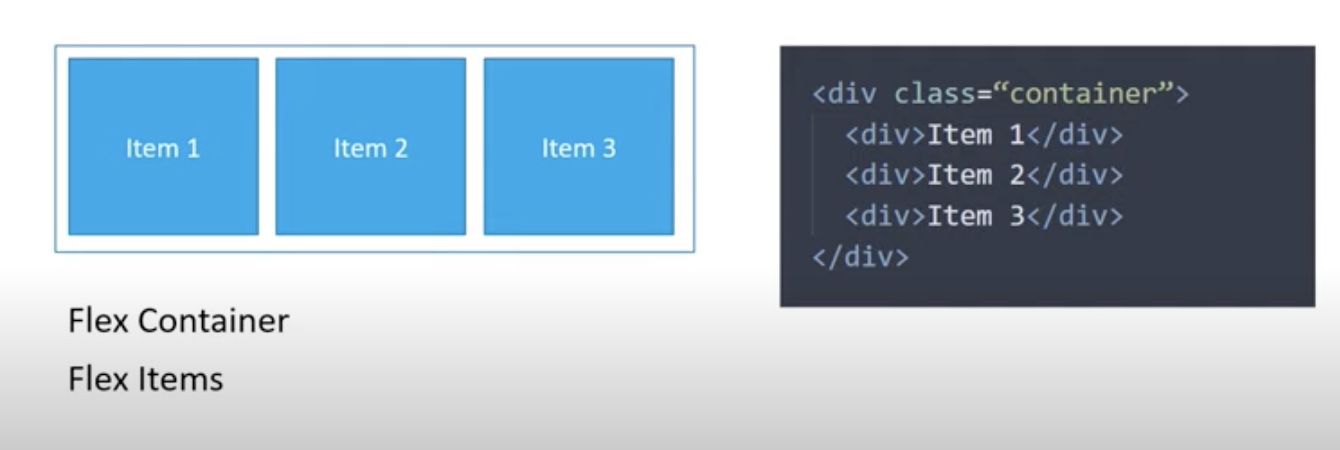 Item 1
Item 2
Item 3
Flex Container
Flex Items
<div class=“container”>
<div>Item 1</div>
<div>Item 2</div>
<div>Item 3</div>
</div>